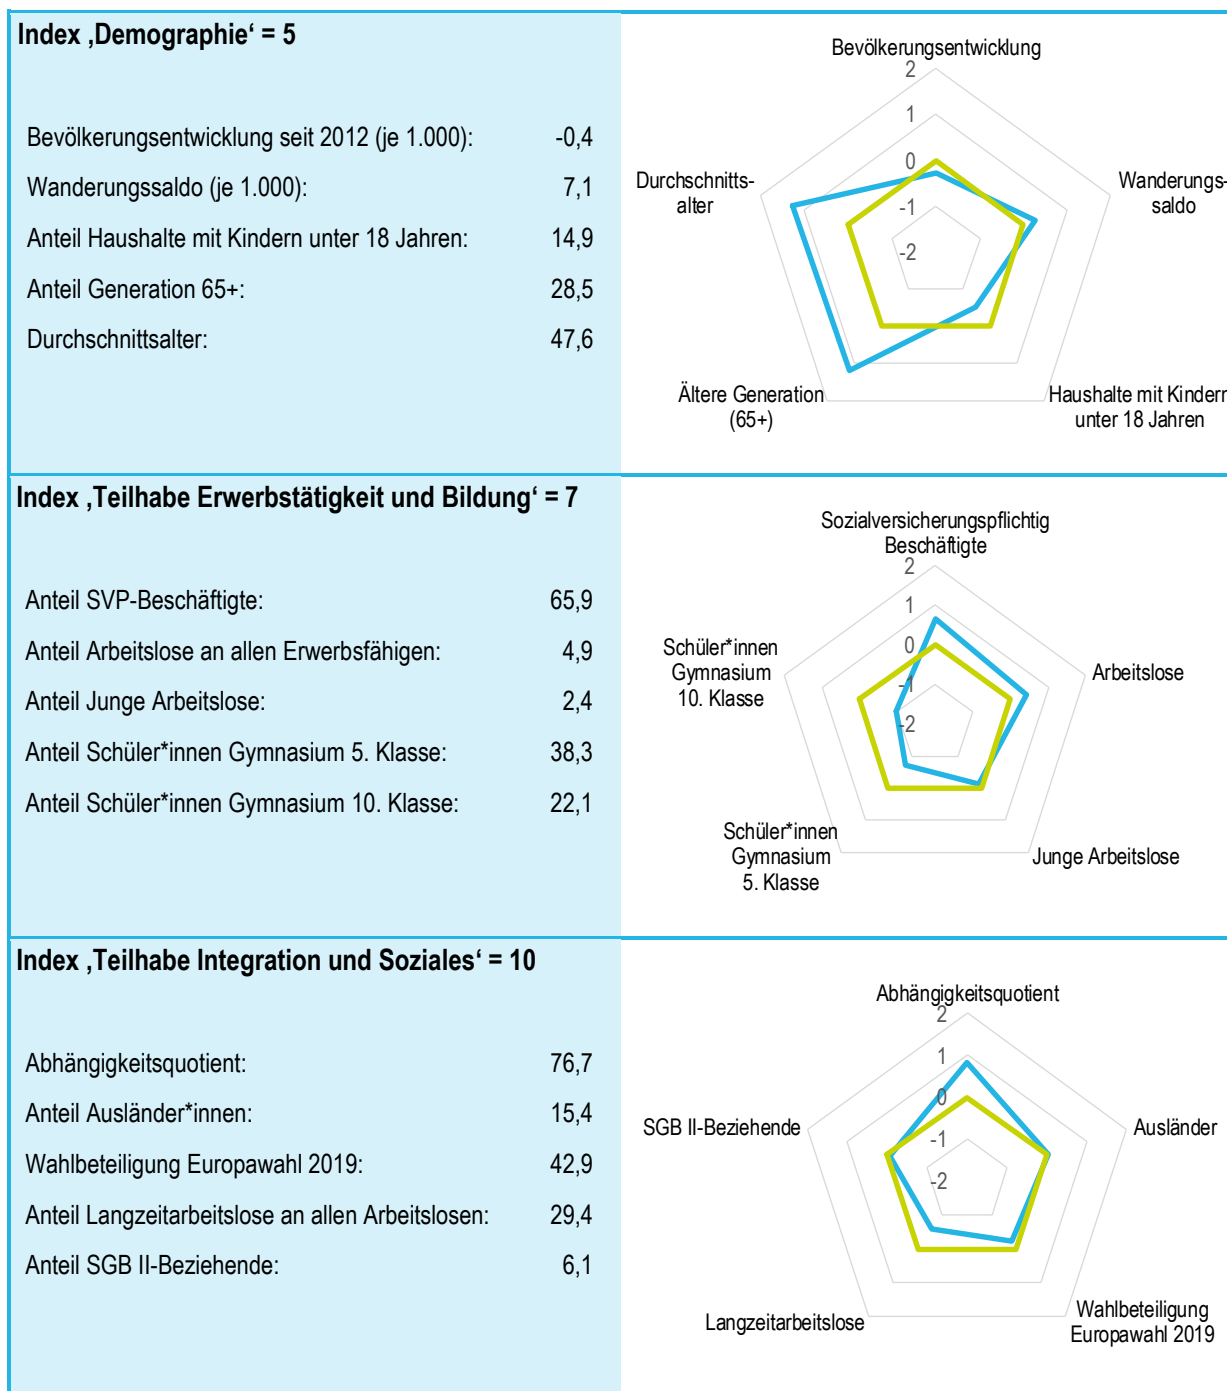 Index ‚Demographie‘ = 5
Bevölkerungsentwicklung seit 2012 (je 1.000): -0,4
Wanderungssaldo (je 1.000): 7,1
Anteil Haushalte mit Kindern unter 18 Jahren: 14,9
Anteil Generation 65+: 28,5
Durchschnittsalter: 47,6
Bevölkerungsentwicklung
2
1
0
-1
-2
Wanderungs-
saldo
Haushalte mit Kindern
unter 18 Jahren
Ältere Generation
(65+)
Durchschnitts-
alter
Index ‚Teilhabe Erwerbstätigkeit und Bildung‘ = 7
Anteil SVP-Beschäftigte: 65,9
Anteil Arbeitslose an allen Erwerbsfähigen: 4,9
Anteil Junge Arbeitslose: 2,4
Anteil Schüler*innen Gymnasium 5. Klasse: 38,3
Anteil Schüler*innen Gymnasium 10. Klasse: 22,1
Sozialversicherungspflichtig
Beschäftigte
2
1
0
-1
-2
Arbeitslose
Junge Arbeitslose
Schüler*innen
Gymnasium
5. Klasse
Schüler*innen
Gymnasium
10. Klasse
Index ‚Teilhabe Integration und Soziales‘ = 10
Abhängigkeitsquotient: 76,7
Anteil Ausländer*innen: 15,4
Wahlbeteiligung Europawahl 2019: 42,9
Anteil Langzeitarbeitslose an allen Arbeitslosen: 29,4
Anteil SGB II-Beziehende: 6,1
Abhängigkeitsquotient
2
1
0
-1
-2
Ausländer
Wahlbeteiligung
Europawahl 2019
Langzeitarbeitslose
SGB II-Beziehende